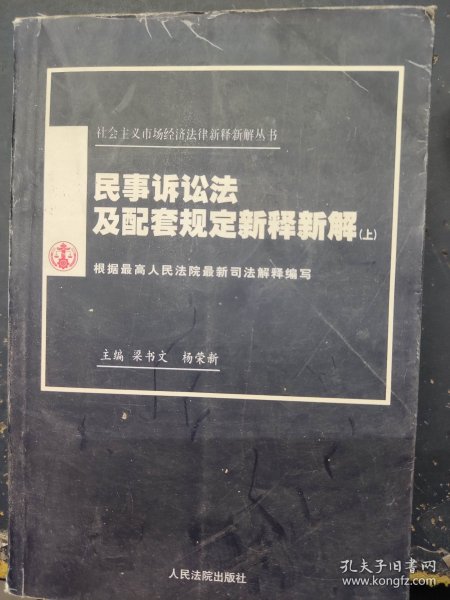 社会主义市场经济法律新释新解丛书
民事诉讼法
及配套规定新释新解(上)
根据最高人民法院最新司法解释编写
主编 梁书文 杨荣新
人民法院出版社
孔夫子旧书网
www.kongfz.com